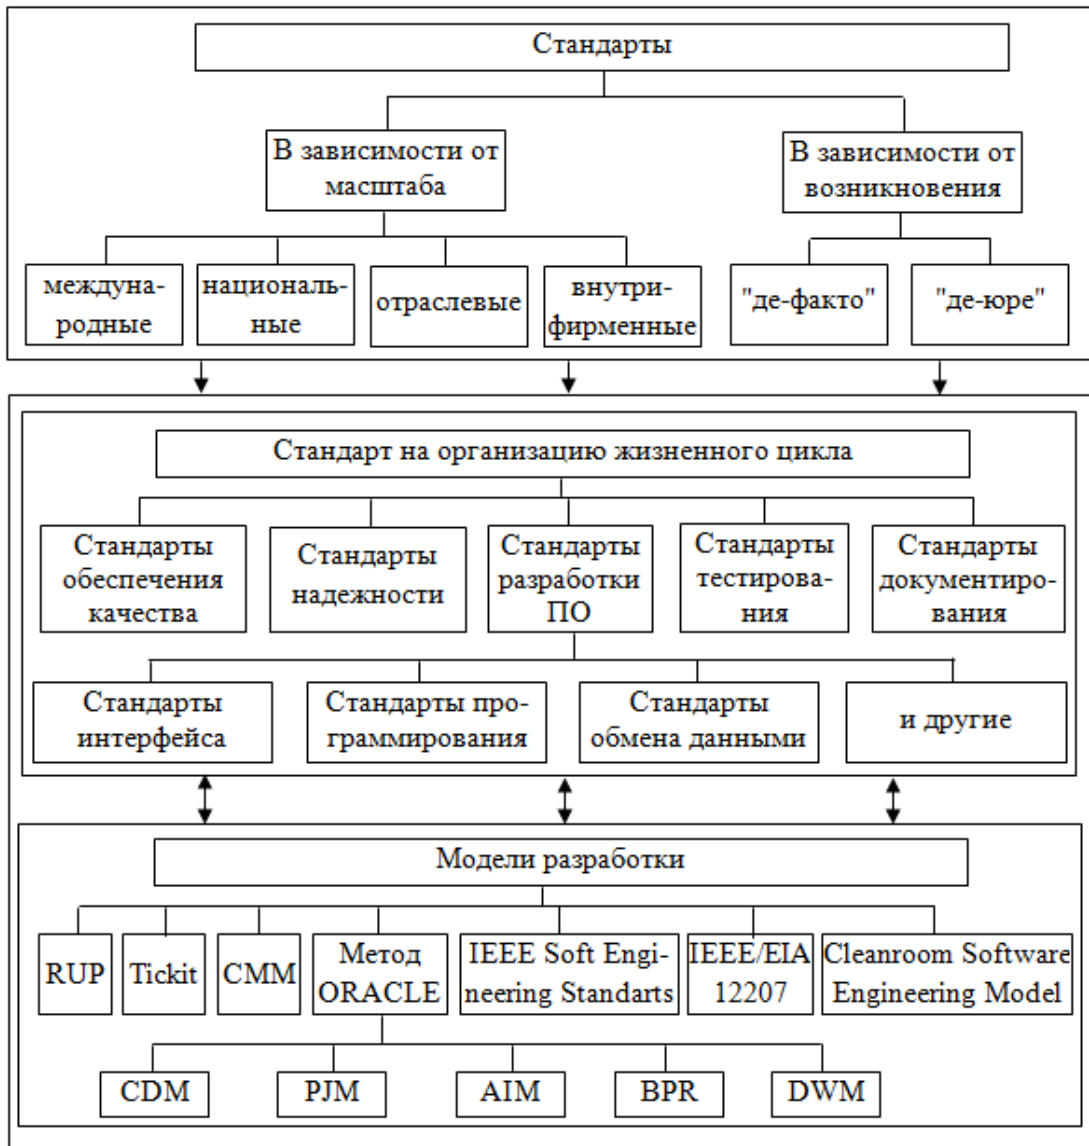 Стандарты
В зависимости от
масштаба
В зависимости от
возникновения
междуна-
родные
националь-
ные
отраслевые
внутри-
фирменные
"де-факто"
"де-юре"
Стандарт на организацию жизненного цикла
Стандарты
обеспечения
качества
Стандарты
надежности
Стандарты
разработки
ПО
Стандарты
тестирова-
ния
Стандарты
документиро-
вания
Стандарты
интерфейса
Стандарты про-
граммирования
Стандарты
обмена данными
и другие
Модели разработки
RUP
Tickit
CMM
Метод
ORACLE
IEEE Soft Engi-
neering Standarts
IEEE/EIA
12207
Cleanroom Software
Engineering Model
CDM
PJM
AIM
BPR
DWM